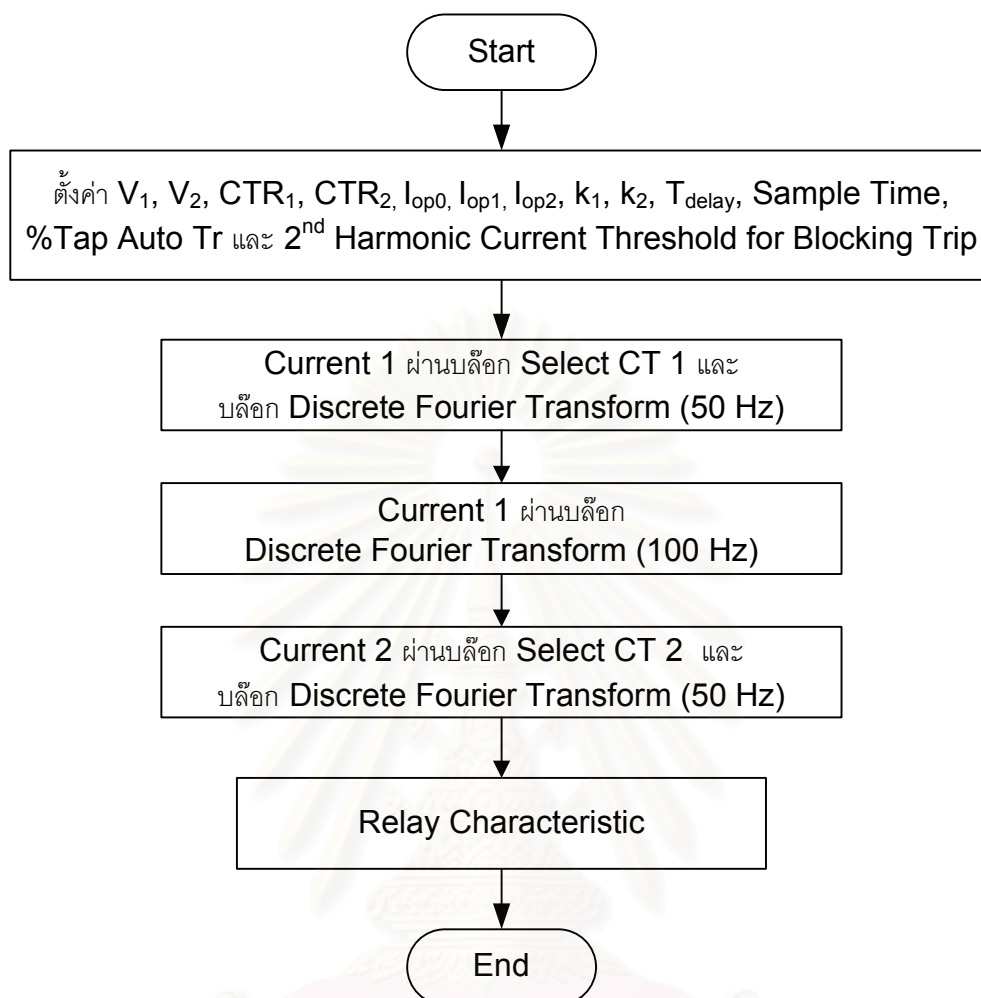 Start
ตั้งค่า V₁, V₂, CTR₁, CTR₂, I_op0, I_op1, I_op2, k₁, k₂, T_delay, Sample Time,
%Tap Auto Tr และ 2ⁿᵈ Harmonic Current Threshold for Blocking Trip
Current 1 ผ่านบล๊อก Select CT 1 และ
บล๊อก Discrete Fourier Transform (50 Hz)
Current 1 ผ่านบล๊อก
Discrete Fourier Transform (100 Hz)
Current 2 ผ่านบล๊อก Select CT 2 และ
บล๊อก Discrete Fourier Transform (50 Hz)
Relay Characteristic
End